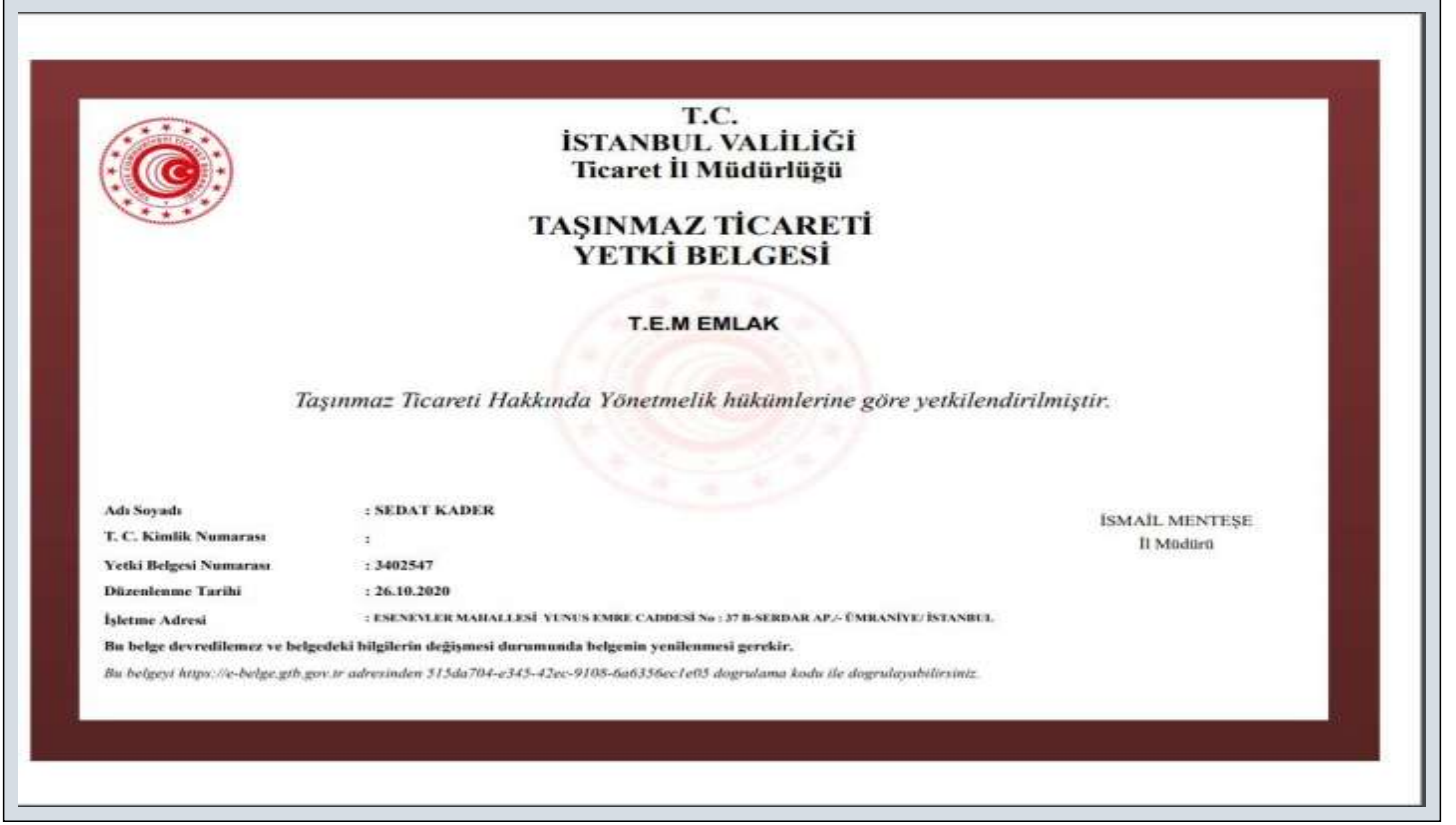 T.C.
İSTANBUL VALİLİĞİ
Ticaret İl Müdürlüğü
TAŞINMAZ TİCARETİ
YETKİ BELGESİ
T.E.M EMLAK
Taşınmaz Ticareti Hakkında Yönetmelik hükümlerine göre yetkilendirilmiştir.
Adı Soyadı : SEDAT KADER
T. C. Kimlik Numarası :
Yetki Belgesi Numarası : 3402547
Düzenlenme Tarihi : 26.10.2020
İşletme Adresi : ESENEVLER MAHALLESİ YUNUS EMRE CADDESİ No : 37 B-SERDAR AP./- ÜMRANİYE/ İSTANBUL
İSMAİL MENTEŞE
İl Müdürü
Bu belge devredilemez ve belgedeki bilgilerin değişmesi durumunda belgenin yenilenmesi gerekir.
Bu belgeyi https://e-belge.gtb.gov.tr adresinden 515da704-e345-42ec-9108-6a6356ec1e05 dogrulama kodu ile dogrulayabilirsiniz.